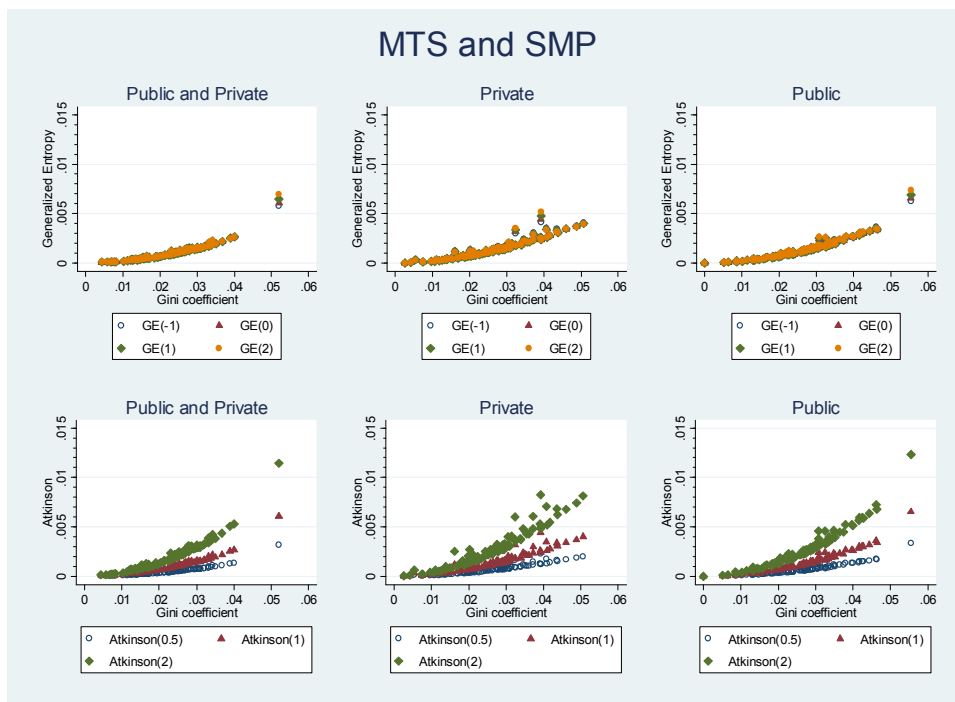 MTS and SMP
Public and Private
Private
Public
Generalized Entropy
0 .005 .01 .015
0 .01 .02 .03 .04 .05 .06
Gini coefficient
Generalized Entropy
0 .005 .01 .015
0 .01 .02 .03 .04 .05 .06
Gini coefficient
Generalized Entropy
0 .005 .01 .015
0 .01 .02 .03 .04 .05 .06
Gini coefficient
GE(-1) GE(0)
GE(1) GE(2)
GE(-1) GE(0)
GE(1) GE(2)
GE(-1) GE(0)
GE(1) GE(2)
Public and Private
Private
Public
Atkinson
0 .005 .01 .015
0 .01 .02 .03 .04 .05 .06
Gini coefficient
Atkinson
0 .005 .01 .015
0 .01 .02 .03 .04 .05 .06
Gini coefficient
Atkinson
0 .005 .01 .015
0 .01 .02 .03 .04 .05 .06
Gini coefficient
Atkinson(0.5) Atkinson(1)
Atkinson(2)
Atkinson(0.5) Atkinson(1)
Atkinson(2)
Atkinson(0.5) Atkinson(1)
Atkinson(2)